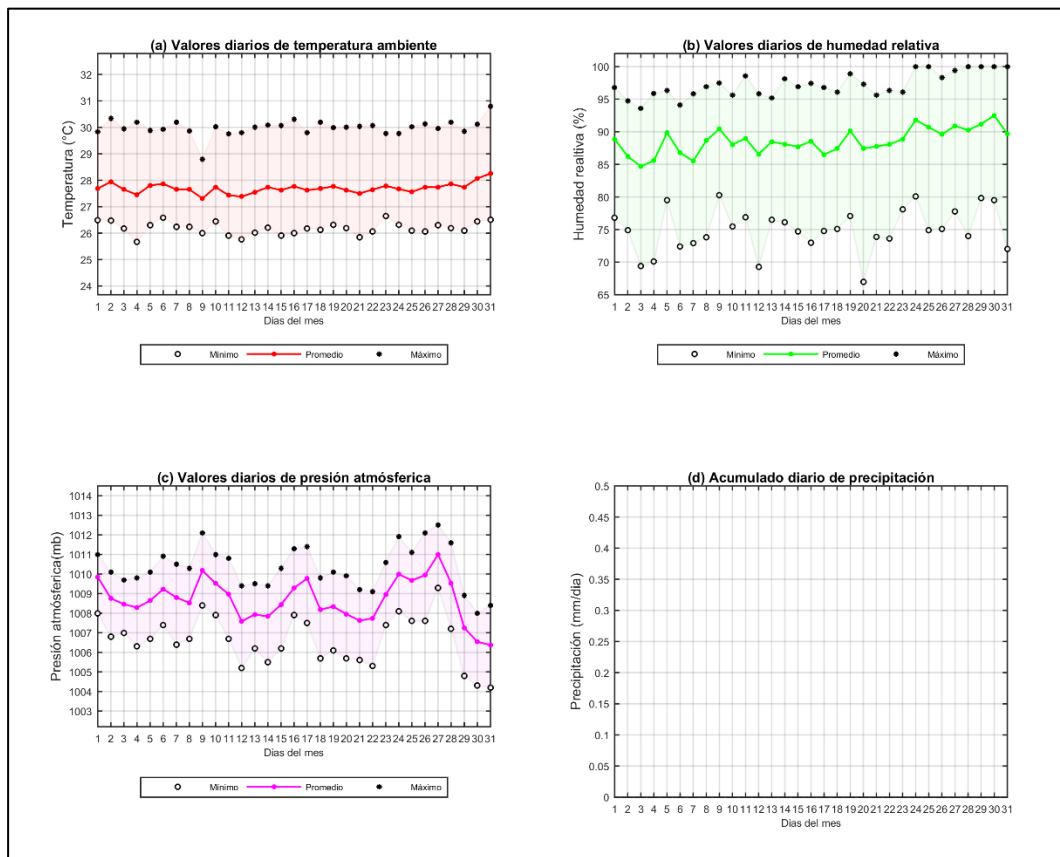 (a) Valores diarios de temperatura ambiente
Temperatura (°C)
32
31
30
29
28
27
26
25
24
1 2 3 4 5 6 7 8 9 10 11 12 13 14 15 16 17 18 19 20 21 22 23 24 25 26 27 28 29 30 31
Dias del mes
Mínimo Promedio Máximo
(b) Valores diarios de humedad relativa
Humedad realtiva (%)
100
95
90
85
80
75
70
65
1 2 3 4 5 6 7 8 9 10 11 12 13 14 15 16 17 18 19 20 21 22 23 24 25 26 27 28 29 30 31
Dias del mes
Mínimo Promedio Máximo
(c) Valores diarios de presión atmósferica
Presión atmósferica(mb)
1014
1013
1012
1011
1010
1009
1008
1007
1006
1005
1004
1003
1 2 3 4 5 6 7 8 9 10 11 12 13 14 15 16 17 18 19 20 21 22 23 24 25 26 27 28 29 30 31
Dias del mes
Mínimo Promedio Máximo
(d) Acumulado diario de precipitación
Precipitación (mm/dia)
0.5
0.45
0.4
0.35
0.3
0.25
0.2
0.15
0.1
0.05
0
1 2 3 4 5 6 7 8 9 10 11 12 13 14 15 16 17 18 19 20 21 22 23 24 25 26 27 28 29 30 31
Dias del mes